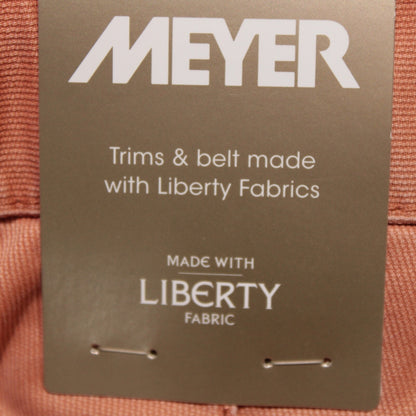 MEYER
Trims & belt made
with Liberty Fabrics
MADE WITH
LIBERTY
FABRIC